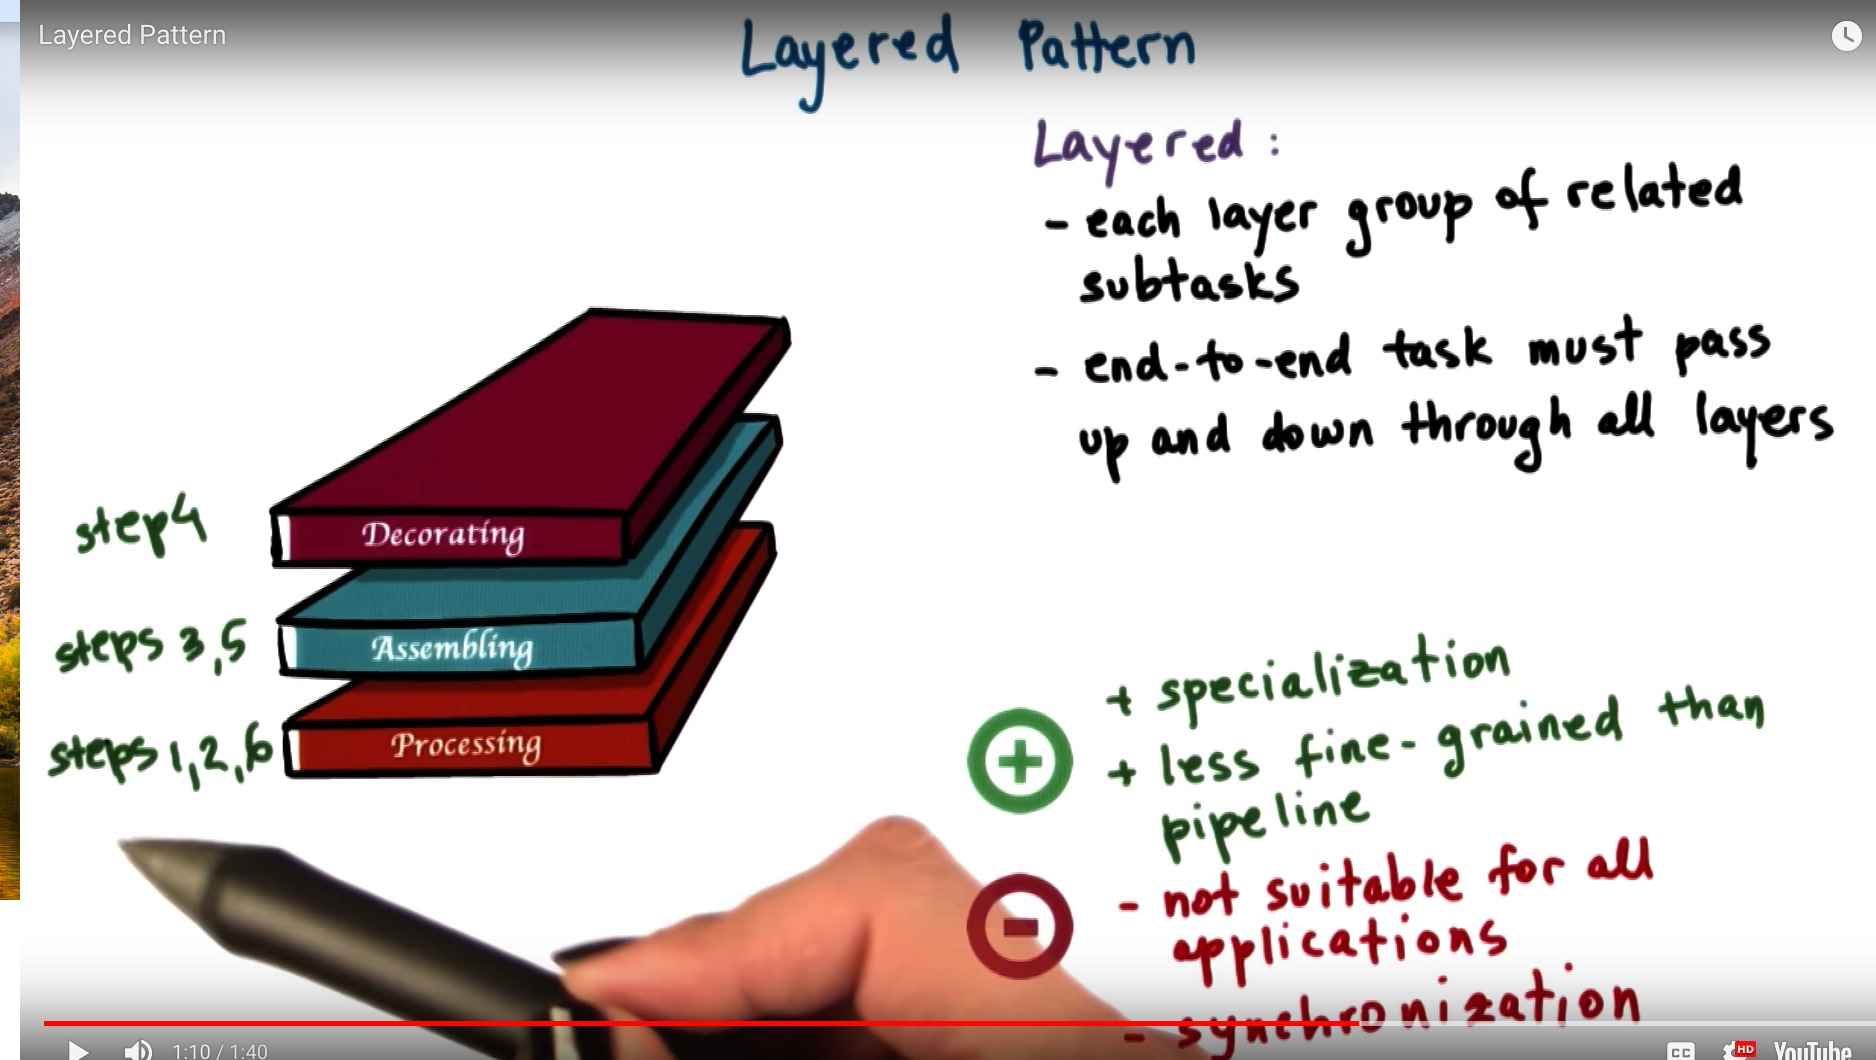 Layered Pattern
Layered Pattern
Layered :
- each layer group of related
subtasks
- end-to-end task must pass
up and down through all layers
step4
Decorating
steps 3,5
Assembling
steps 1,2,6
Processing
+ specialization
+ less fine-grained than
pipeline
- not suitable for all
applications
- synchronization
1:10 / 1:40
CC
HD
YouTube